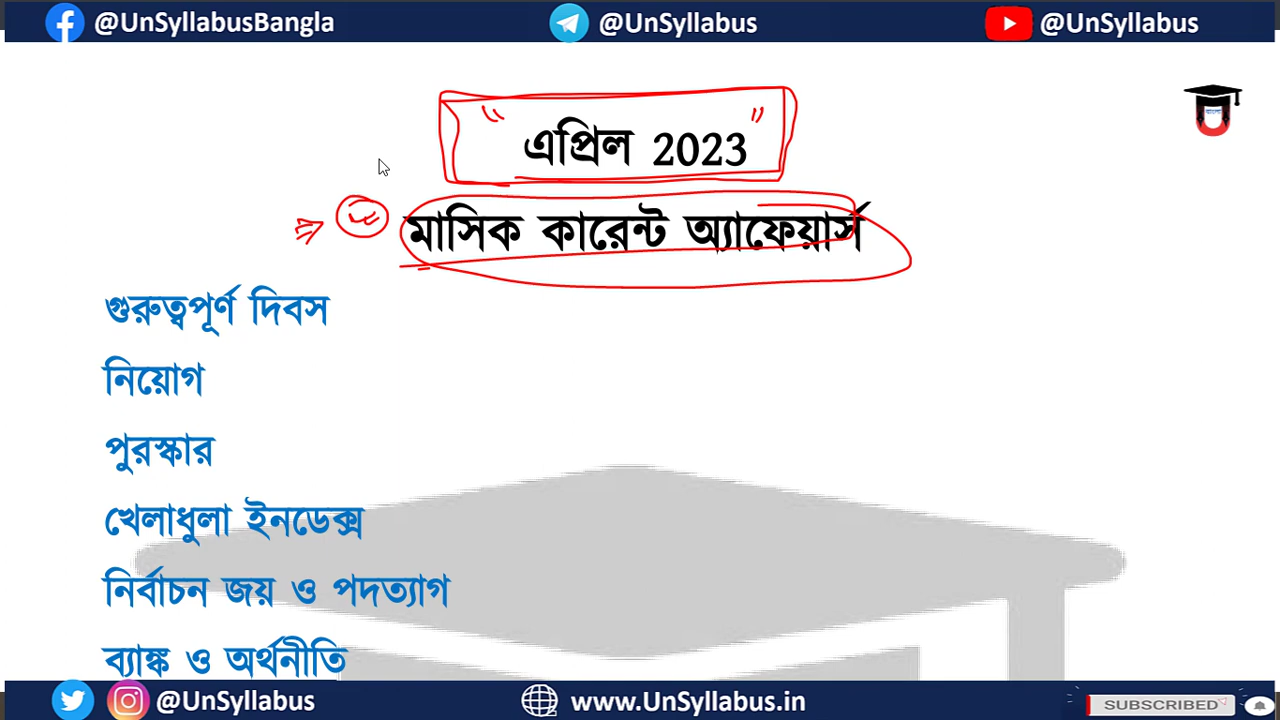 @UnSyllabusBangla @UnSyllabus @UnSyllabus
এপ্রিল 2023
মাসিক কারেন্ট অ্যাফেয়ার্স
গুরুত্বপূর্ণ দিবস
নিয়োগ
পুরস্কার
খেলাধুলা ইনডেক্স
নির্বাচন জয় ও পদত্যাগ
ব্যাঙ্ক ও অর্থনীতি
@UnSyllabus www.UnSyllabus.in SUBSCRIBED